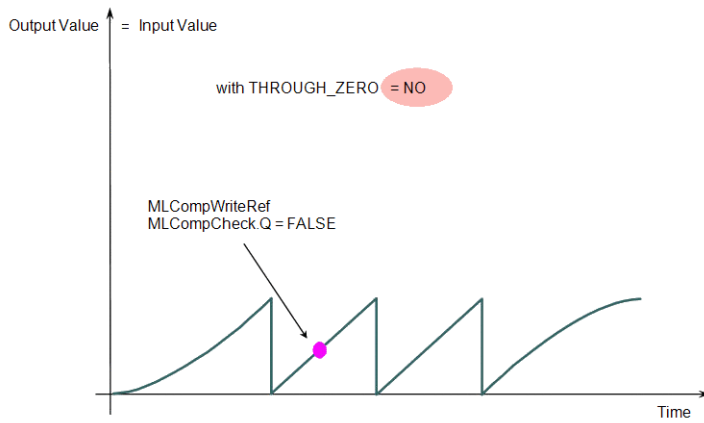 Output Value = Input Value
with THROUGH_ZERO = NO
MLCompWriteRef
MLCompCheck.Q = FALSE
Time